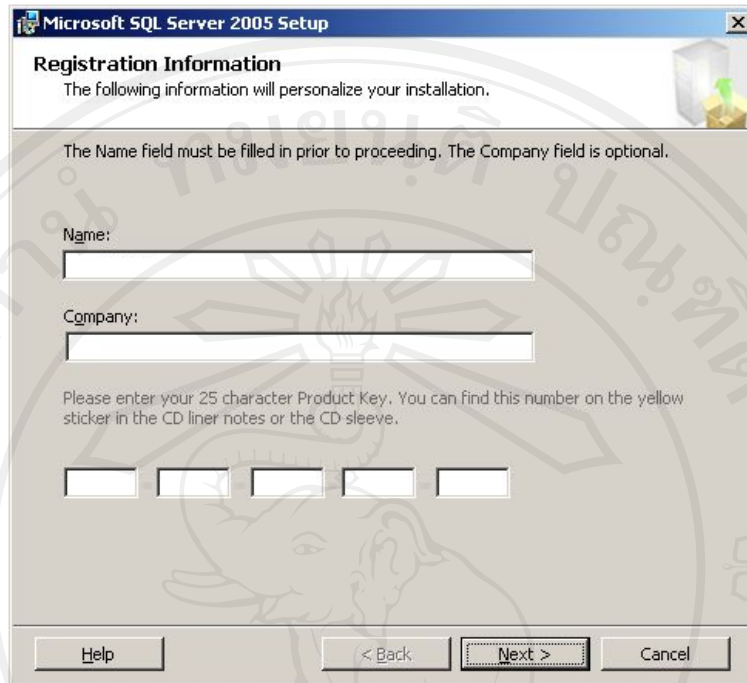 Microsoft SQL Server 2005 Setup
Registration Information
The following information will personalize your installation.
The Name field must be filled in prior to proceeding. The Company field is optional.
Name:
Company:
Please enter your 25 character Product Key. You can find this number on the yellow
sticker in the CD liner notes or the CD sleeve.
Help
< Back
Next >
Cancel